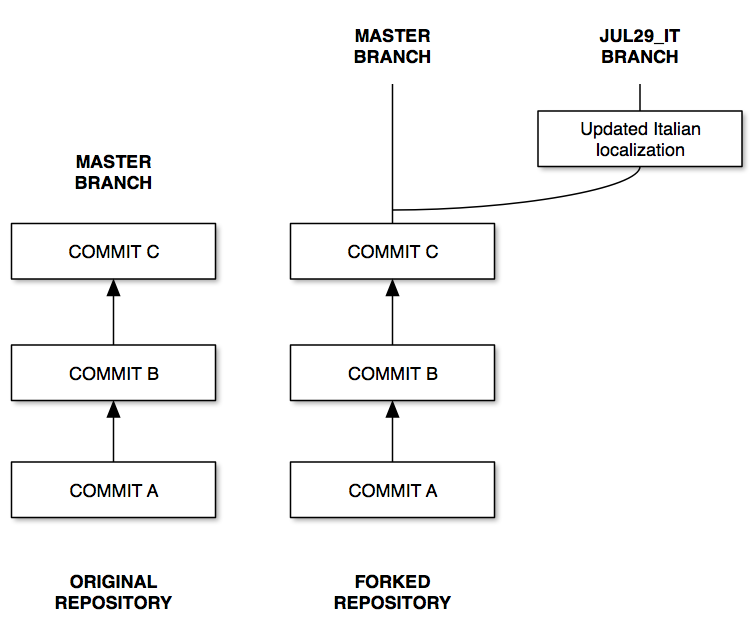 MASTER
BRANCH
JUL29_IT
BRANCH
Updated Italian
localization
MASTER
BRANCH
COMMIT C
COMMIT C
COMMIT B
COMMIT B
COMMIT A
COMMIT A
ORIGINAL
REPOSITORY
FORKED
REPOSITORY